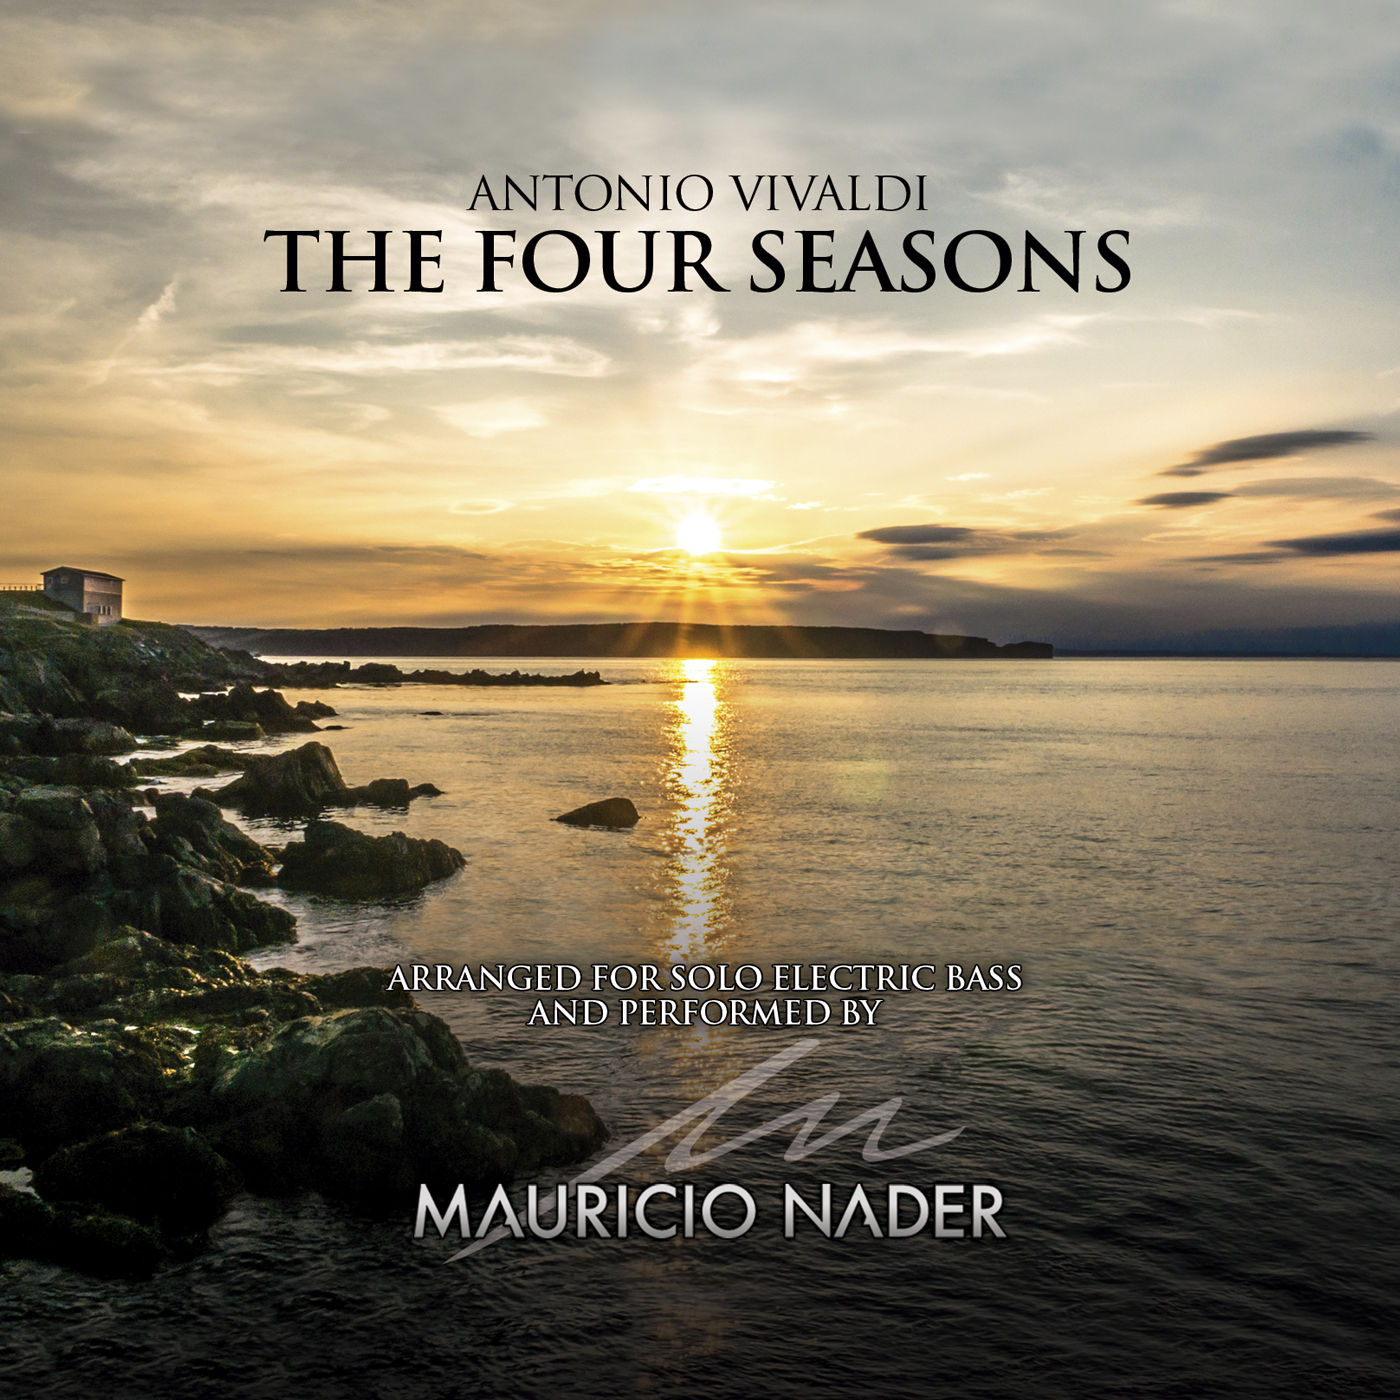 ANTONIO VIVALDI
THE FOUR SEASONS
ARRANGED FOR SOLO ELECTRIC BASS
AND PERFORMED BY
MAURICIO NADER